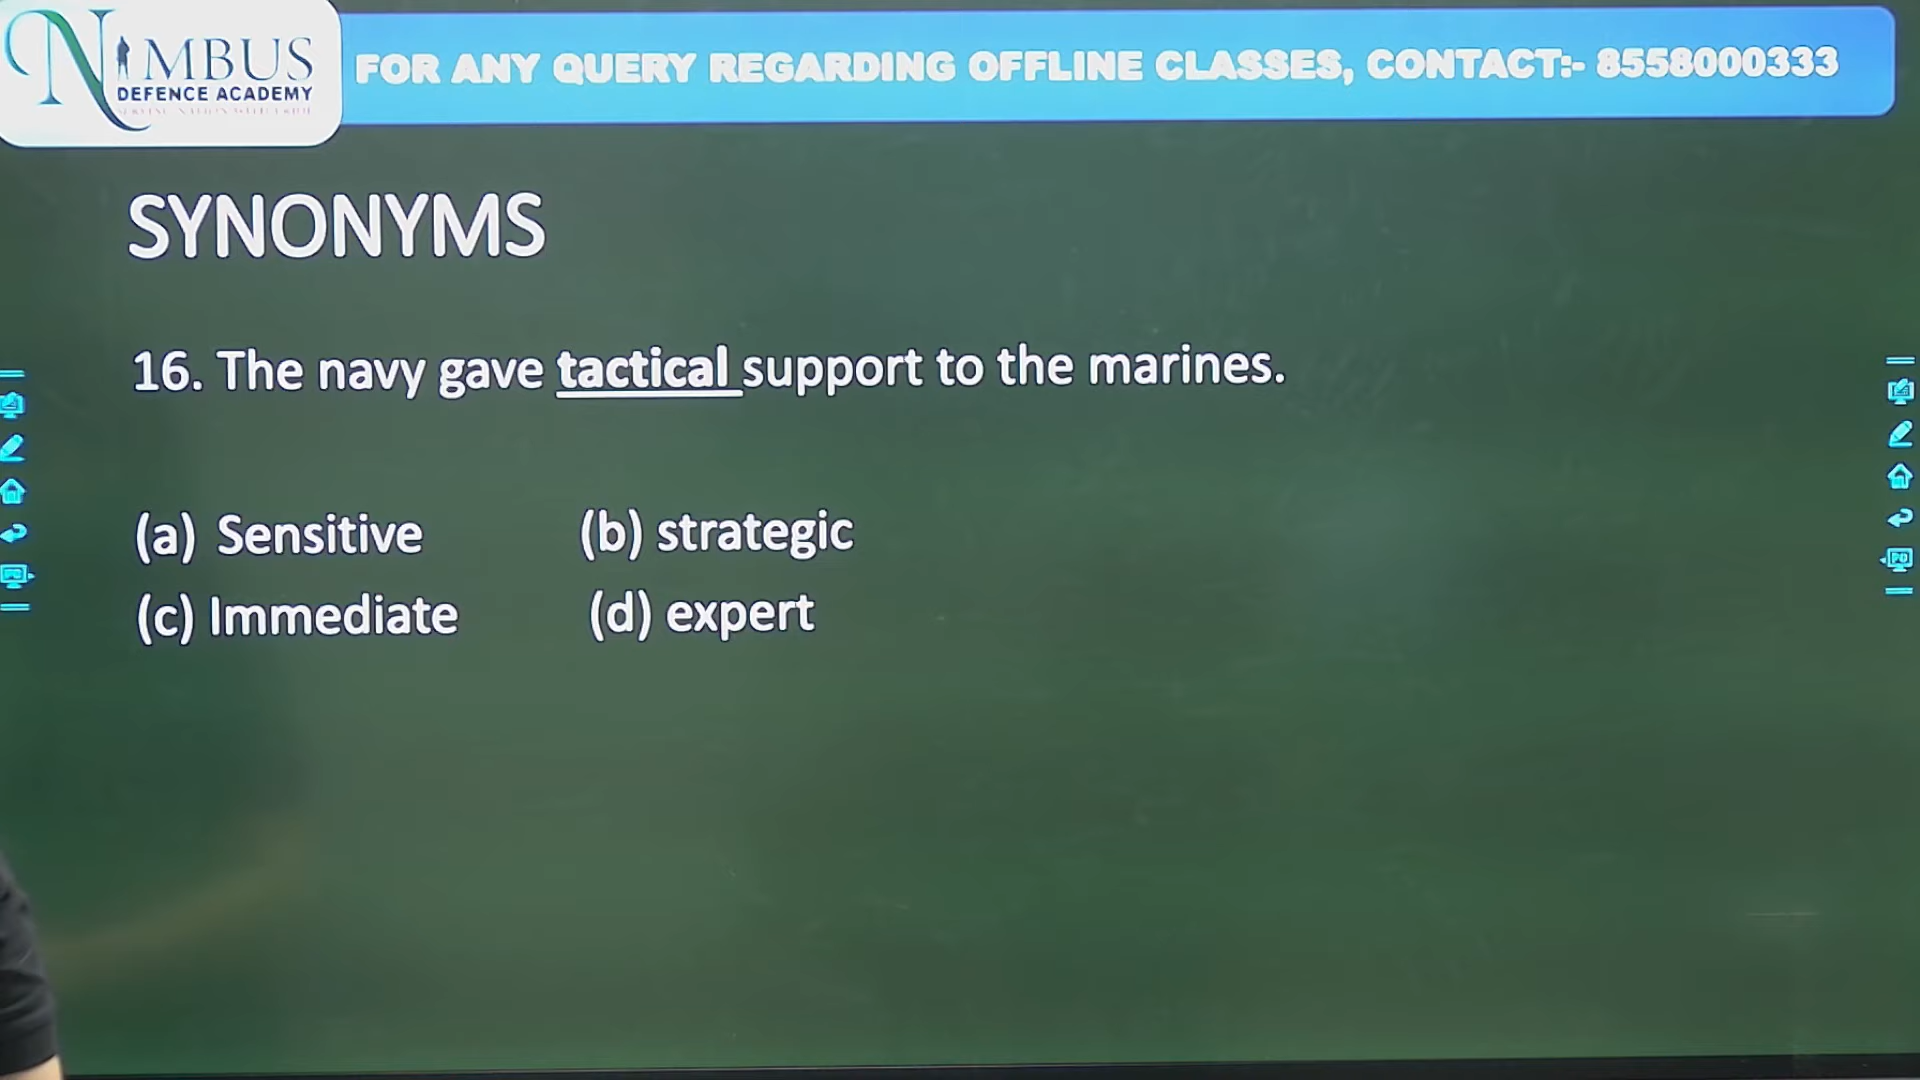 NIMBUS
DEFENCE ACADEMY
FOR ANY QUERY REGARDING OFFLINE CLASSES, CONTACT:- 8558000333
SYNONYMS
16. The navy gave tactical support to the marines.
(a) Sensitive (b) strategic
(c) Immediate (d) expert